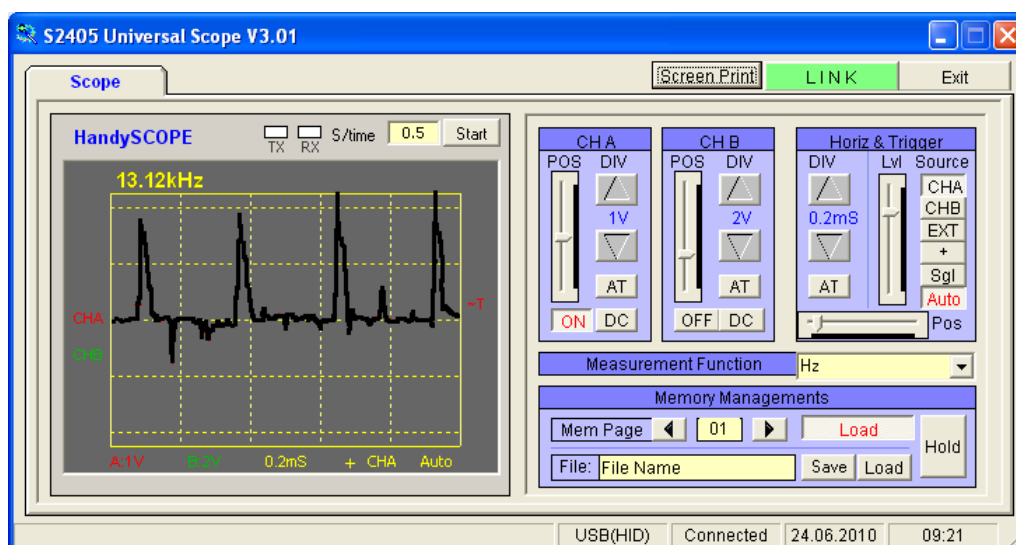 S2405 Universal Scope V3.01
Scope
Screen Print
LINK
Exit
HandySCOPE
TX RX
S/time 0.5 Start
13.12kHz
CHA
CHB
~T
A:1V B:2V 0.2mS + CHA Auto
CH A
POS DIV
1V
AT
ON DC
CH B
POS DIV
2V
AT
OFF DC
Horiz & Trigger
DIV Lvl Source
0.2mS
AT
CHA
CHB
EXT
+
Sgl
Auto
Pos
Measurement Function Hz
Memory Managements
Mem Page 01 Load
Hold
File: File Name Save Load
USB(HID) Connected 24.06.2010 09:21